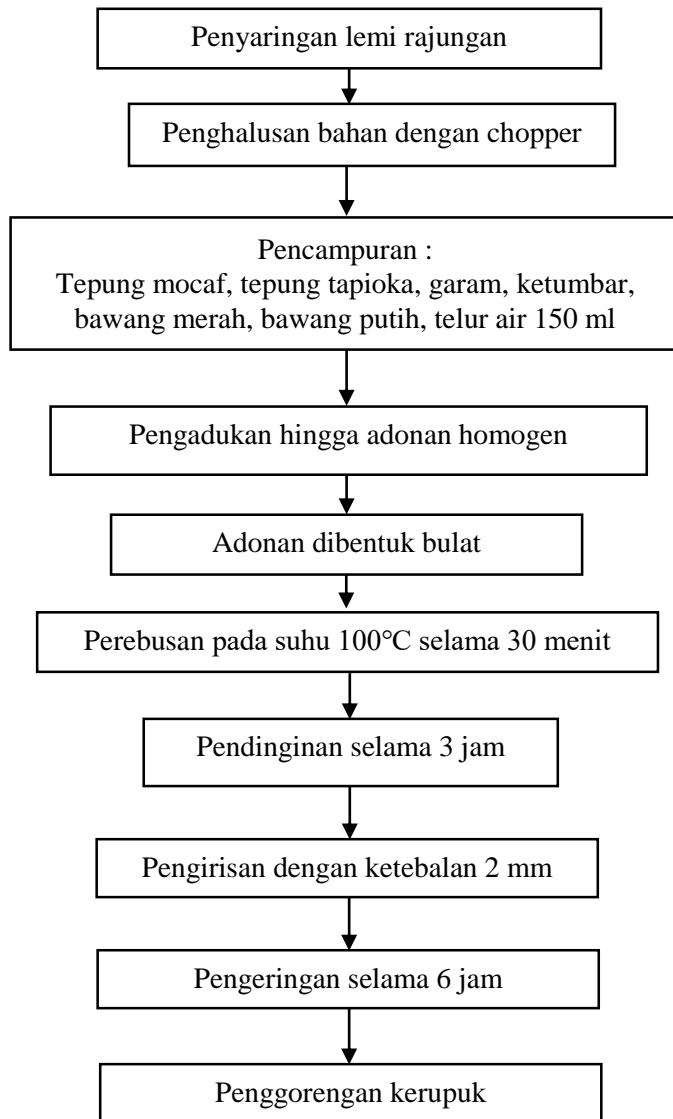 Penyaringan lemi rajungan
Penghalusan bahan dengan chopper
Pencampuran :
Tepung mocaf, tepung tapioka, garam, ketumbar,
bawang merah, bawang putih, telur air 150 ml
Pengadukan hingga adonan homogen
Adonan dibentuk bulat
Perebusan pada suhu 100°C selama 30 menit
Pendinginan selama 3 jam
Pengirisan dengan ketebalan 2 mm
Pengeringan selama 6 jam
Penggorengan kerupuk